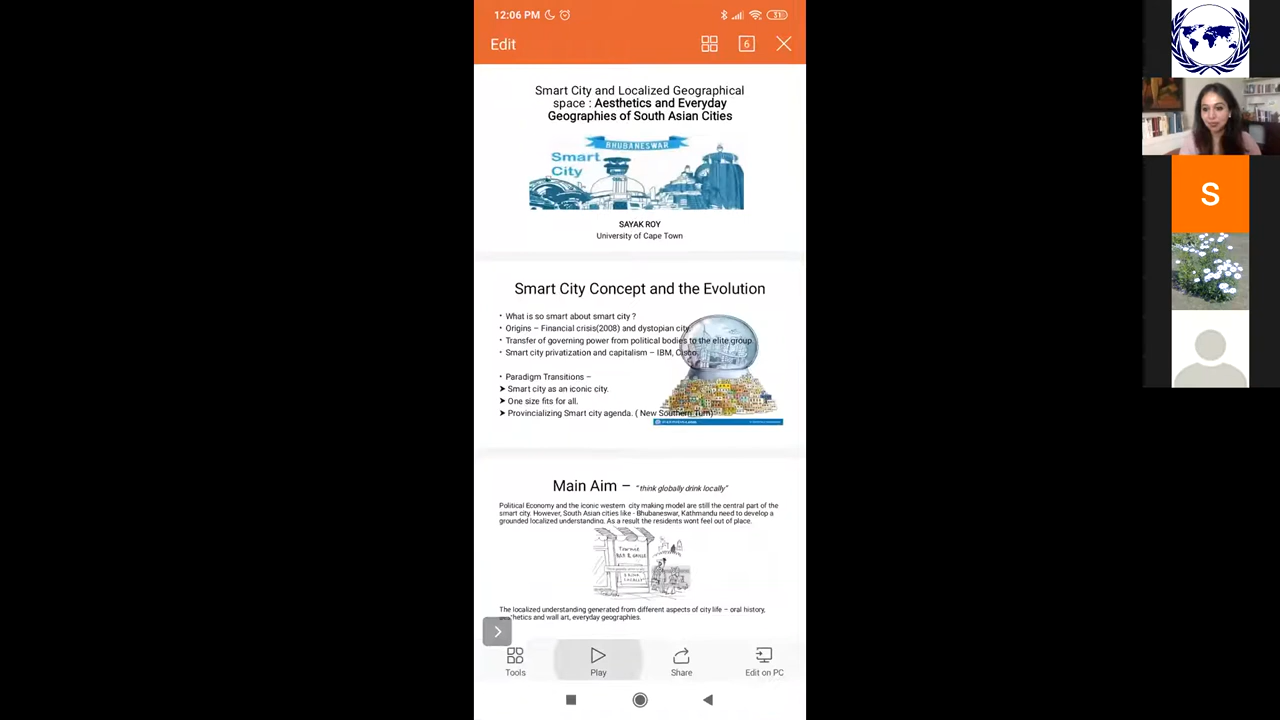 12:06 PM
31
Edit
6
Smart City and Localized Geographical
space : Aesthetics and Everyday
Geographies of South Asian Cities
BHUBANESWAR
Smart
City
SAYAK ROY
University of Cape Town
Smart City Concept and the Evolution
• What is so smart about smart city ?
• Origins – Financial crisis(2008) and dystopian city.
• Transfer of governing power from political bodies to the elite group.
• Smart city privatization and capitalism – IBM, Cisco.
• Paradigm Transitions –
➤ Smart city as an iconic city.
➤ One size fits for all.
➤ Provincializing Smart city agenda. ( New Southern Turn)
Main Aim – "think globally drink locally"
Political Economy and the iconic western city making model are still the central part of the
smart city. However, South Asian cities like - Bhubaneswar, Kathmandu need to develop a
grounded localized understanding. As a result the residents wont feel out of place.
BAR & GRILLE
DRINK
LOCALLY
The localized understanding generated from different aspects of city life – oral history,
aesthetics and wall art, everyday geographies.
Tools
Play
Share
Edit on PC
S